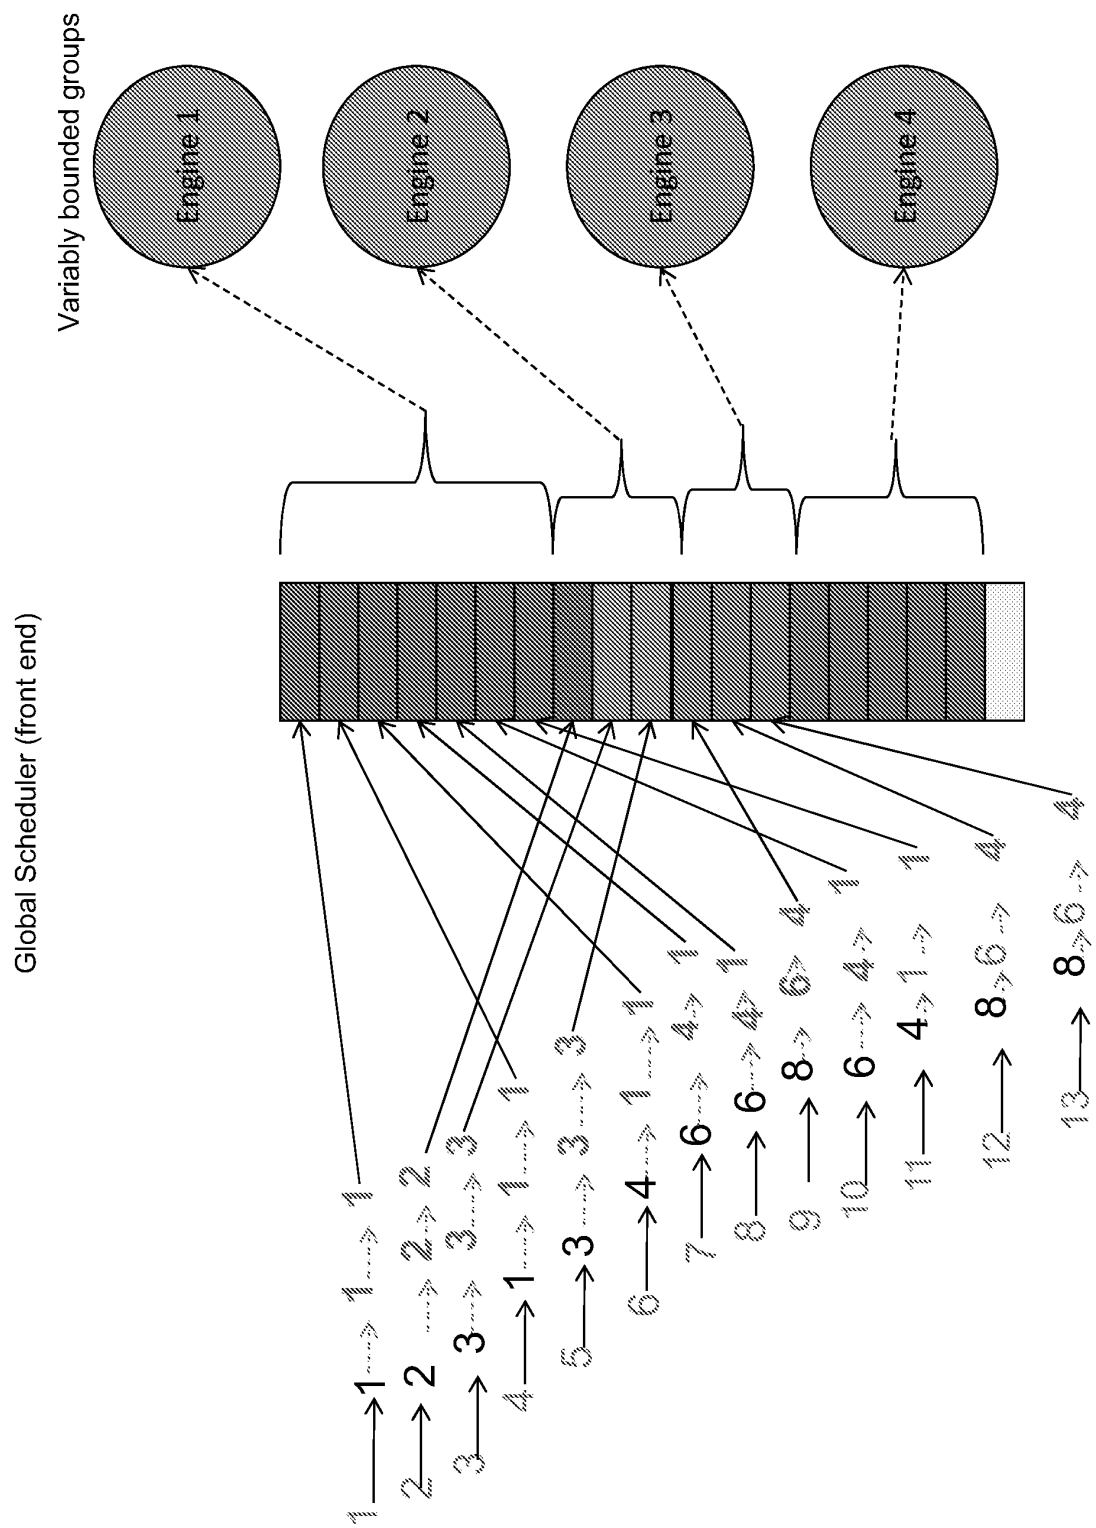 Global Scheduler (front end)
Variably bounded groups
Engine 1
Engine 2
Engine 3
Engine 4
1 1 1 1
2 2 2 2
3 3 3 3
4 1 1 1
5 3 3 3
6 4 1 1
7 6 4 1
8 6 4 1
9 8 6 4
10 6 4 1
11 4 1 1
12 8 6 4
13 8 6 4